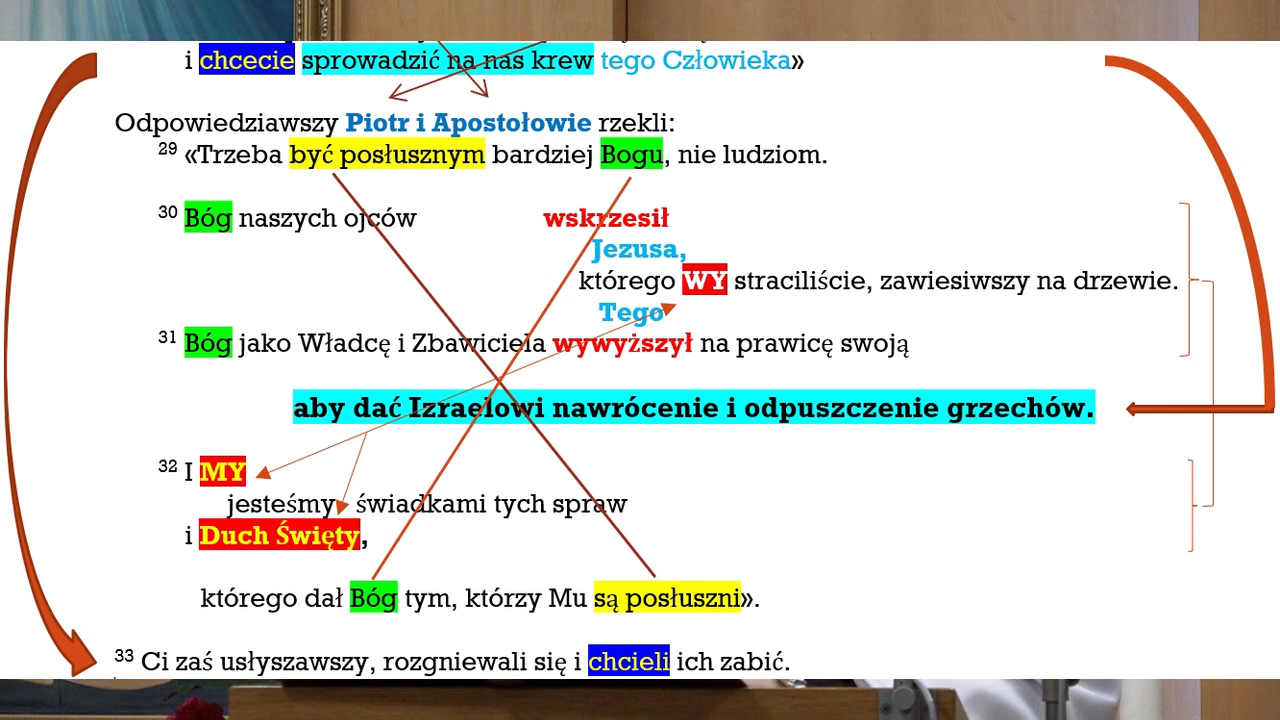 i chcecie sprowadzić na nas krew tego Człowieka»
Odpowiedziawszy Piotr i Apostołowie rzekli:
29 «Trzeba być posłusznym bardziej Bogu, nie ludziom.
30 Bóg naszych ojców wskrzesił
Jezusa,
którego WY straciliście, zawiesiwszy na drzewie.
Tego
31 Bóg jako Władcę i Zbawiciela wywyższył na prawicę swoją
aby dać Izraelowi nawrócenie i odpuszczenie grzechów.
32 I MY
jesteśmy świadkami tych spraw
i Duch Święty,
którego dał Bóg tym, którzy Mu są posłuszni».
33 Ci zaś usłyszawszy, rozgniewali się i chcieli ich zabić.